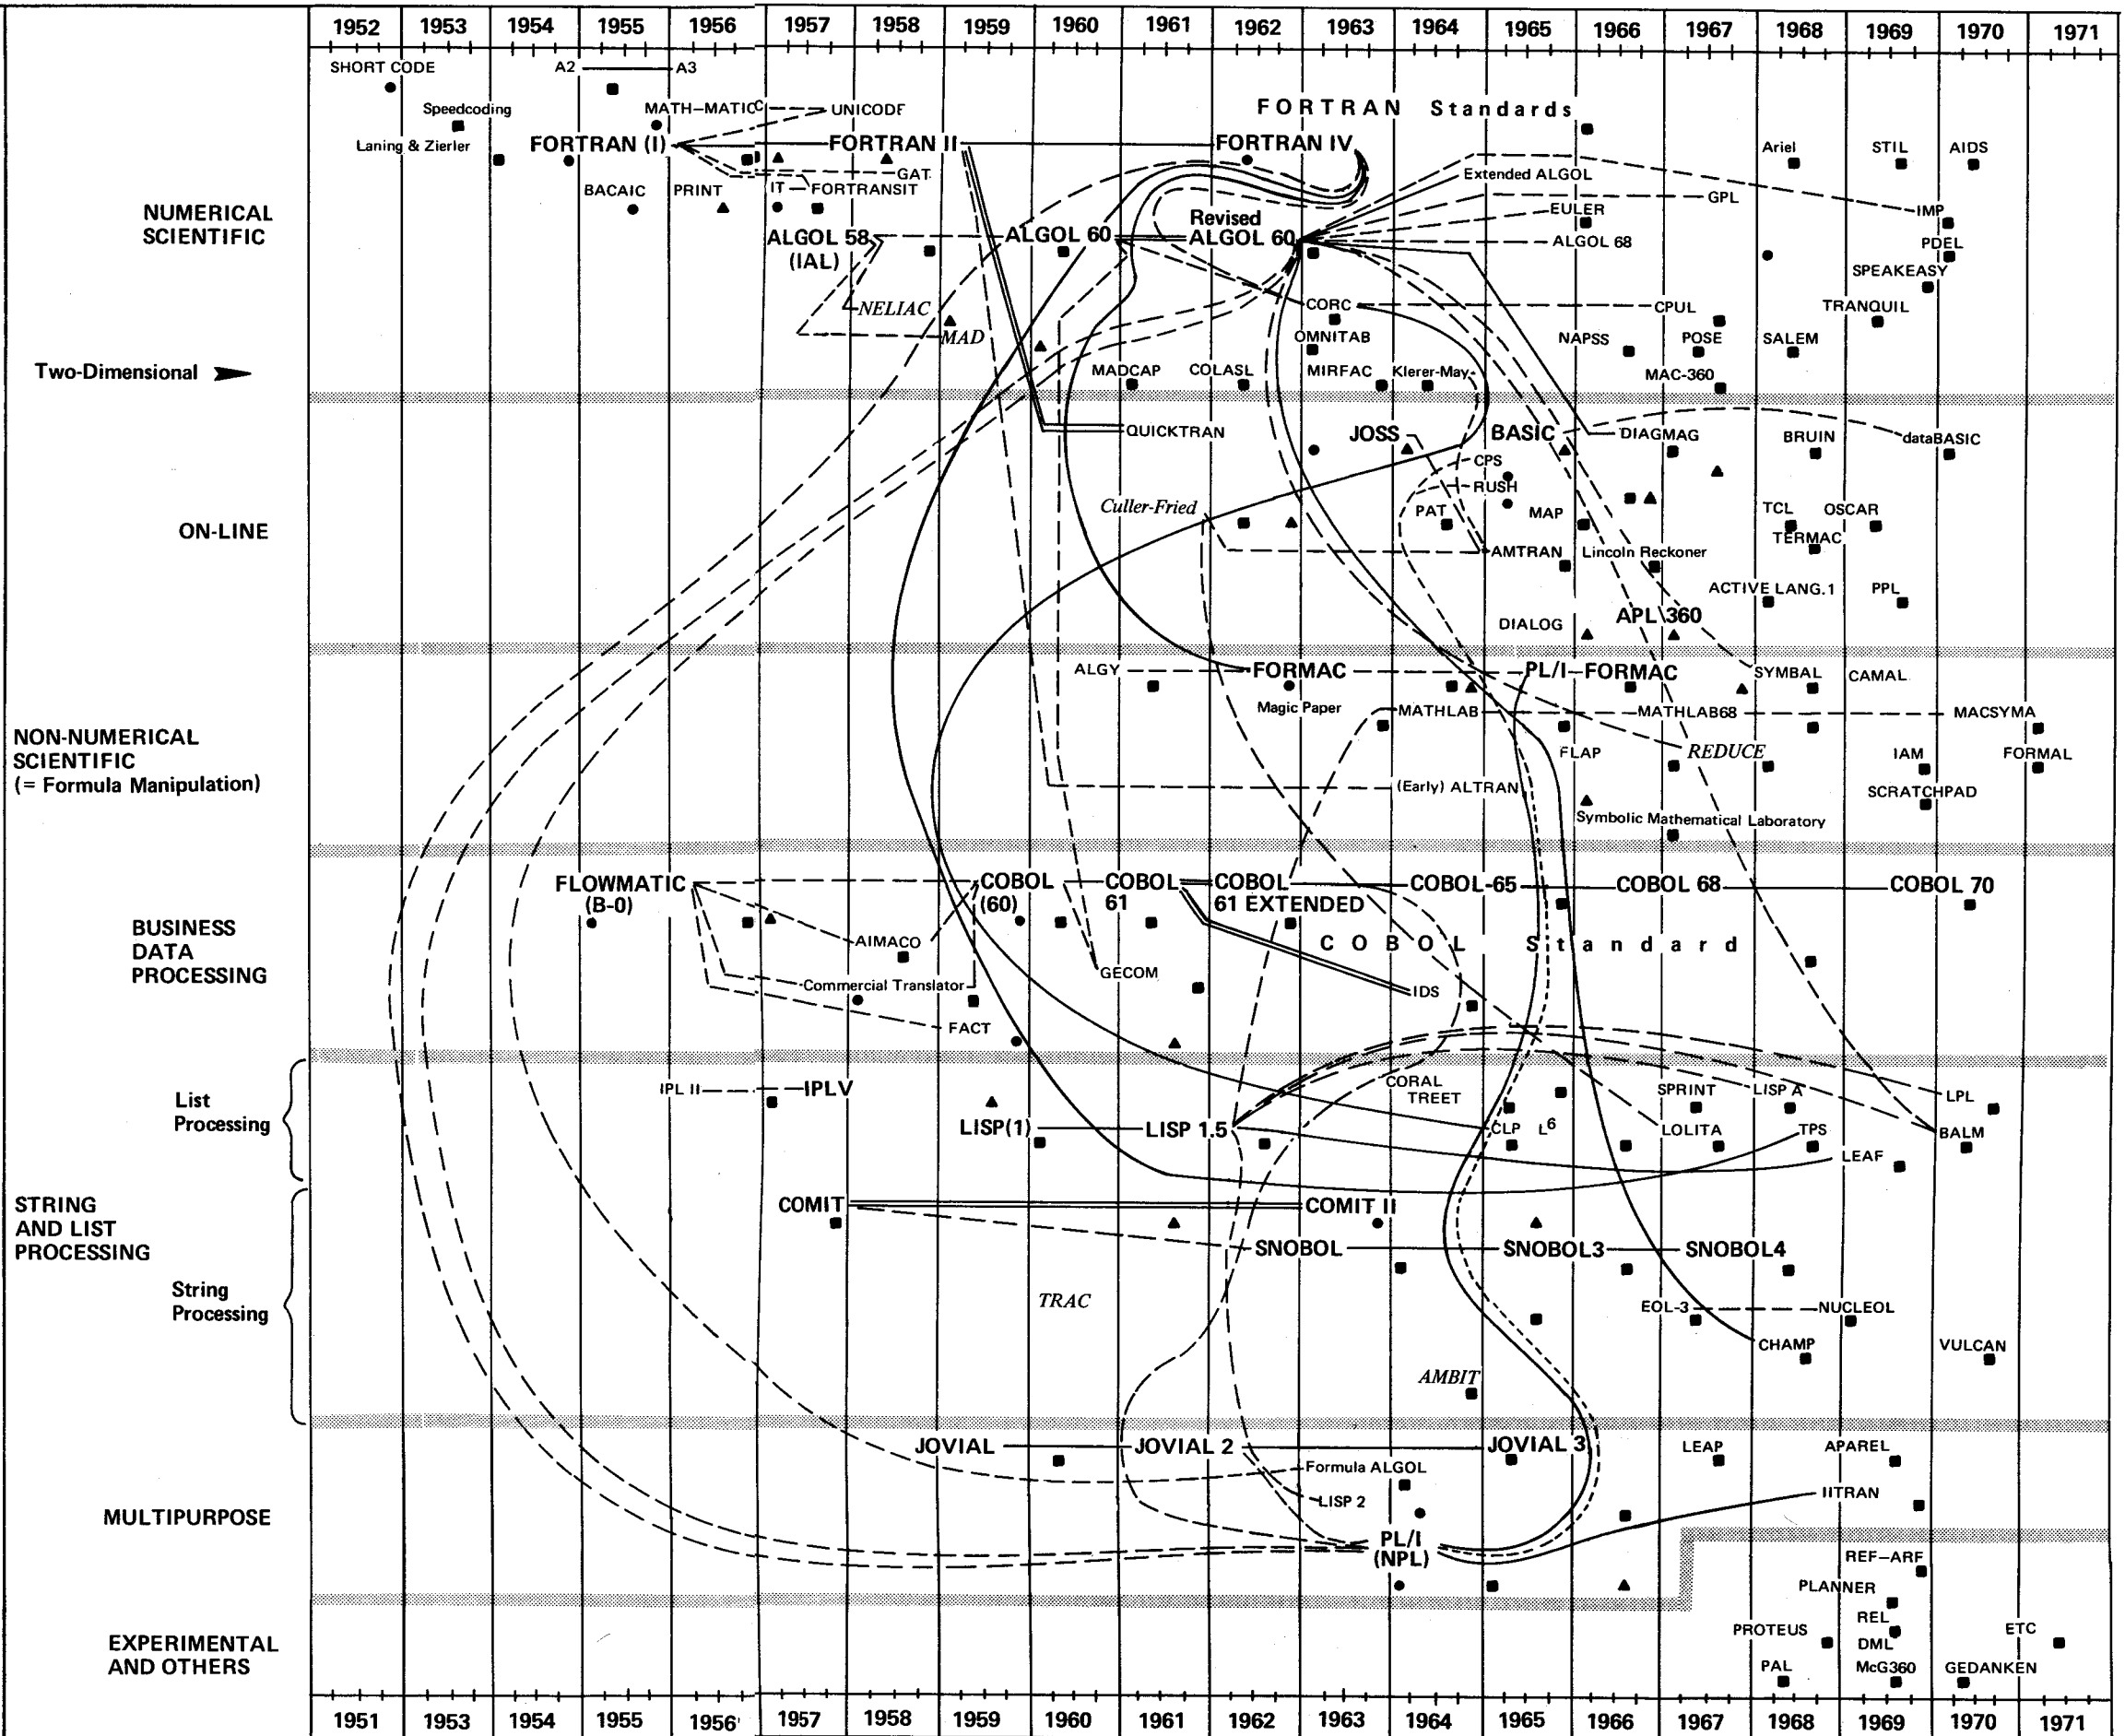 1952 1953 1954 1955 1956 1957 1958 1959 1960 1961 1962 1963 1964 1965 1966 1967 1968 1969 1970 1971
SHORT CODE A2 A3
Speedcoding MATH–MATIC UNICODE FORTRAN Standards
Laning & Zierler FORTRAN (I) FORTRAN II FORTRAN IV Ariel STIL AIDS
GAT Extended ALGOL
BACAIC PRINT IT FORTRANSIT GPL
NUMERICAL
SCIENTIFIC
EULER IMP
Revised
ALGOL 58 ALGOL 60 ALGOL 60 ALGOL 68 PDEL
(IAL)
SPEAKEASY
NELIAC CORC CPUL TRANQUIL
MAD OMNITAB NAPSS POSE SALEM
Two-Dimensional MADCAP COLASL MIRFAC Klerer-May MAC-360
QUICKTRAN JOSS BASIC DIAGMAG BRUIN dataBASIC
CPS
RUSH
Culler-Fried PAT MAP TCL OSCAR
ON-LINE
TERMAC
AMTRAN Lincoln Reckoner
ACTIVE LANG.1 PPL
DIALOG APL 360
ALGY FORMAC PL/I–FORMAC SYMBAL CAMAL
Magic Paper MATHLAB MATHLAB68 MACSYMA
NON-NUMERICAL
SCIENTIFIC
(= Formula Manipulation)
FLAP REDUCE IAM FORMAL
(Early) ALTRAN SCRATCHPAD
Symbolic Mathematical Laboratory
FLOWMATIC COBOL COBOL COBOL COBOL-65 COBOL 68 COBOL 70
(B-0) (60) 61 61 EXTENDED
BUSINESS
DATA
PROCESSING
AIMACO COBOL Standard
GECOM
Commercial Translator IDS
FACT
List
Processing
IPL II IPLV CORAL SPRINT LISP A LPL
TREET
LISP(1) LISP 1.5 CLP L6 LOLITA TPS BALM
LEAF
STRING
AND LIST
PROCESSING
COMIT COMIT II
SNOBOL SNOBOL3 SNOBOL4
String
Processing
TRAC EOL-3 NUCLEOL
CHAMP VULCAN
AMBIT
JOVIAL JOVIAL 2 JOVIAL 3 LEAP APAREL
Formula ALGOL
LISP 2 IITRAN
MULTIPURPOSE
PL/I
(NPL)
REF–ARF
PLANNER
REL
EXPERIMENTAL
AND OTHERS
PROTEUS DML ETC
PAL McG360 GEDANKEN
1951 1953 1954 1955 1956 1957 1958 1959 1960 1961 1962 1963 1964 1965 1966 1967 1968 1969 1970 1971